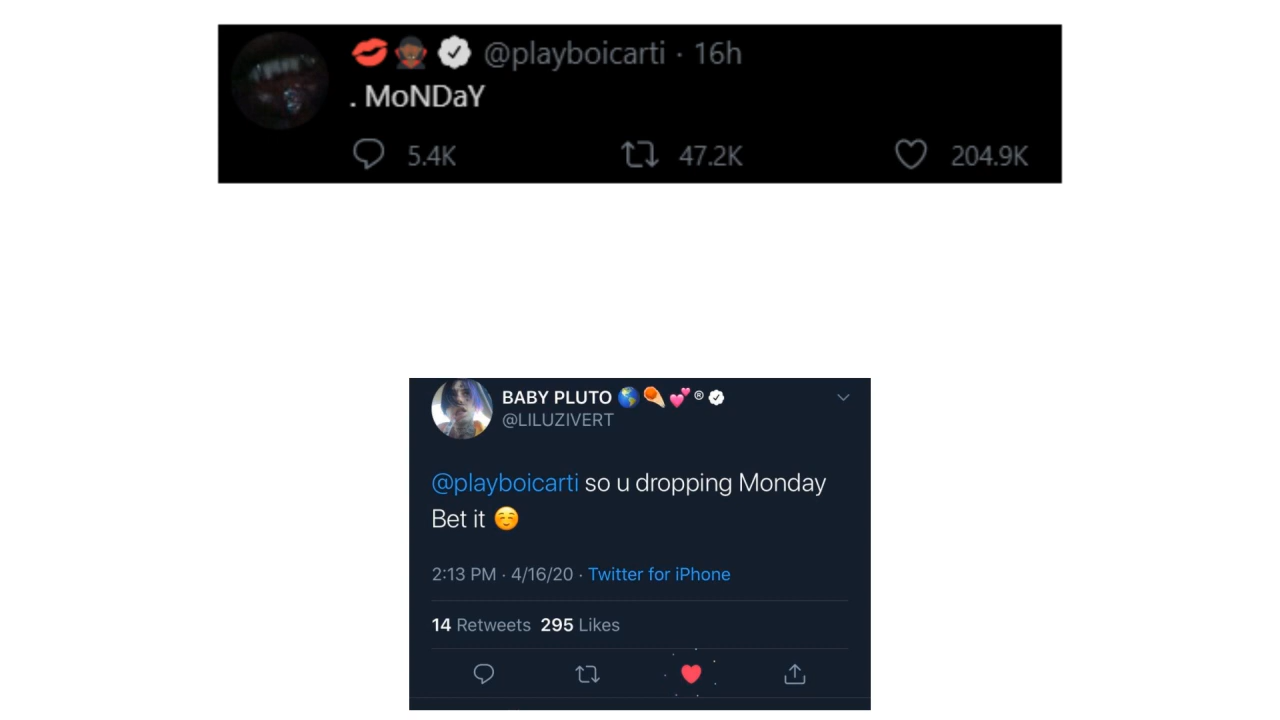 💋🧛🏾‍♂️ @playboicarti · 16h
. MoNDaY
5.4K 47.2K 204.9K
BABY PLUTO 🌎☄️💕®
@LILUZIVERT
@playboicarti so u dropping Monday
Bet it ☺️
2:13 PM · 4/16/20 · Twitter for iPhone
14 Retweets 295 Likes